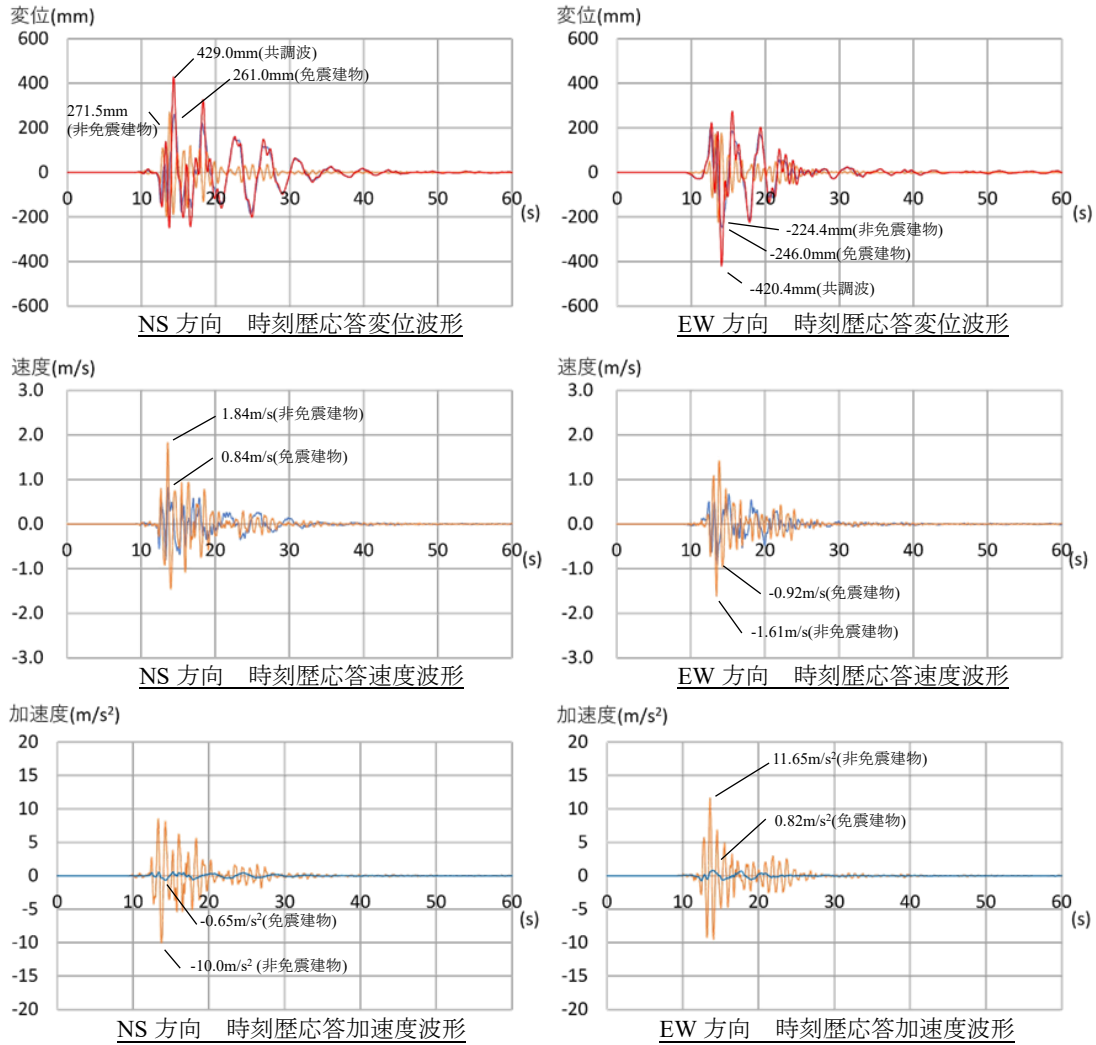 変位(mm)
600
400
200
0
-200
-400
-600
0
10
20
30
40
50
60
(s)
429.0mm(共調波)
261.0mm(免震建物)
271.5mm
(非免震建物)
NS 方向　時刻歴応答変位波形
変位(mm)
600
400
200
0
-200
-400
-600
0
10
20
30
40
50
60
(s)
-224.4mm(非免震建物)
-246.0mm(免震建物)
-420.4mm(共調波)
EW 方向　時刻歴応答変位波形
速度(m/s)
3.0
2.0
1.0
0.0
-1.0
-2.0
-3.0
0
10
20
30
40
50
60
(s)
1.84m/s(非免震建物)
0.84m/s(免震建物)
NS 方向　時刻歴応答速度波形
速度(m/s)
3.0
2.0
1.0
0.0
-1.0
-2.0
-3.0
0
10
20
30
40
50
60
(s)
-0.92m/s(免震建物)
-1.61m/s(非免震建物)
EW 方向　時刻歴応答速度波形
加速度(m/s²)
20
15
10
5
0
-5
-10
-15
-20
0
10
20
30
40
50
60
(s)
-0.65m/s²(免震建物)
-10.0m/s² (非免震建物)
NS 方向　時刻歴応答加速度波形
加速度(m/s²)
20
15
10
5
0
-5
-10
-15
-20
0
10
20
30
40
50
60
(s)
11.65m/s²(非免震建物)
0.82m/s²(免震建物)
EW 方向　時刻歴応答加速度波形